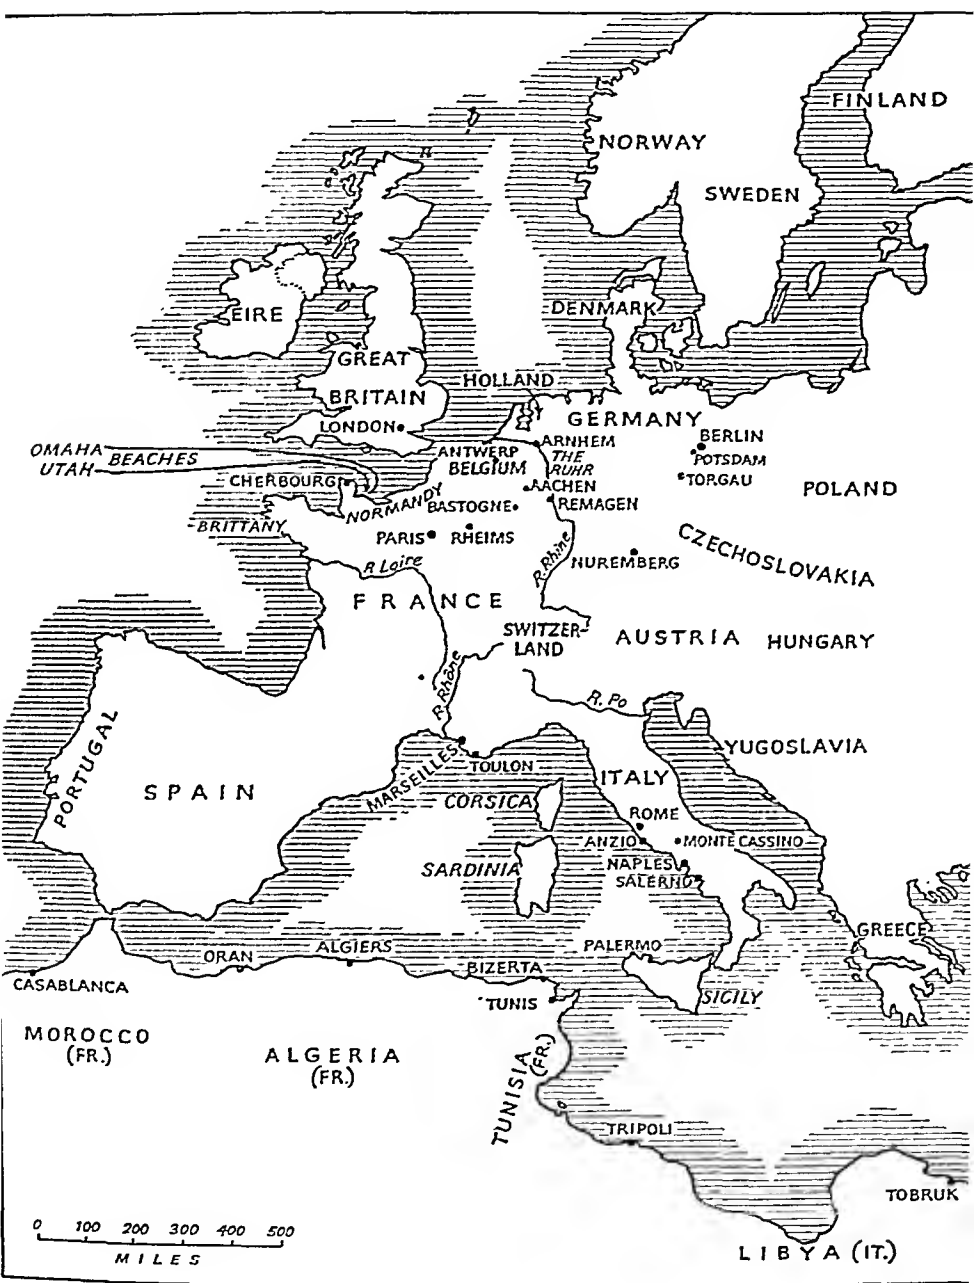 FINLAND
NORWAY
SWEDEN
DENMARK
EIRE
GREAT
BRITAIN
LONDON
HOLLAND
GERMANY
OMAHA
UTAH
BEACHES
ANTWERP
BELGIUM
ARNHEM
THE
RUHR
BERLIN
POTSDAM
TORGAU
CHERBOURG
NORMANDY
BASTOGNE
AACHEN
REMAGEN
POLAND
BRITTANY
PARIS
RHEIMS
R. Rhine
NUREMBERG
CZECHOSLOVAKIA
R Loire
FRANCE
SWITZER-
LAND
AUSTRIA
HUNGARY
R. Rhône
R. Po
YUGOSLAVIA
PORTUGAL
SPAIN
MARSEILLES
TOULON
CORSICA
ITALY
ROME
ANZIO
MONTE CASSINO
NAPLES
SALERNO
SARDINIA
GREECE
ORAN
ALGIERS
BIZERTA
PALERMO
CASABLANCA
TUNIS
SICILY
MOROCCO
(FR.)
ALGERIA
(FR.)
TUNISIA
(FR.)
TRIPOLI
TOBRUK
LIBYA (IT.)
0 100 200 300 400 500
MILES